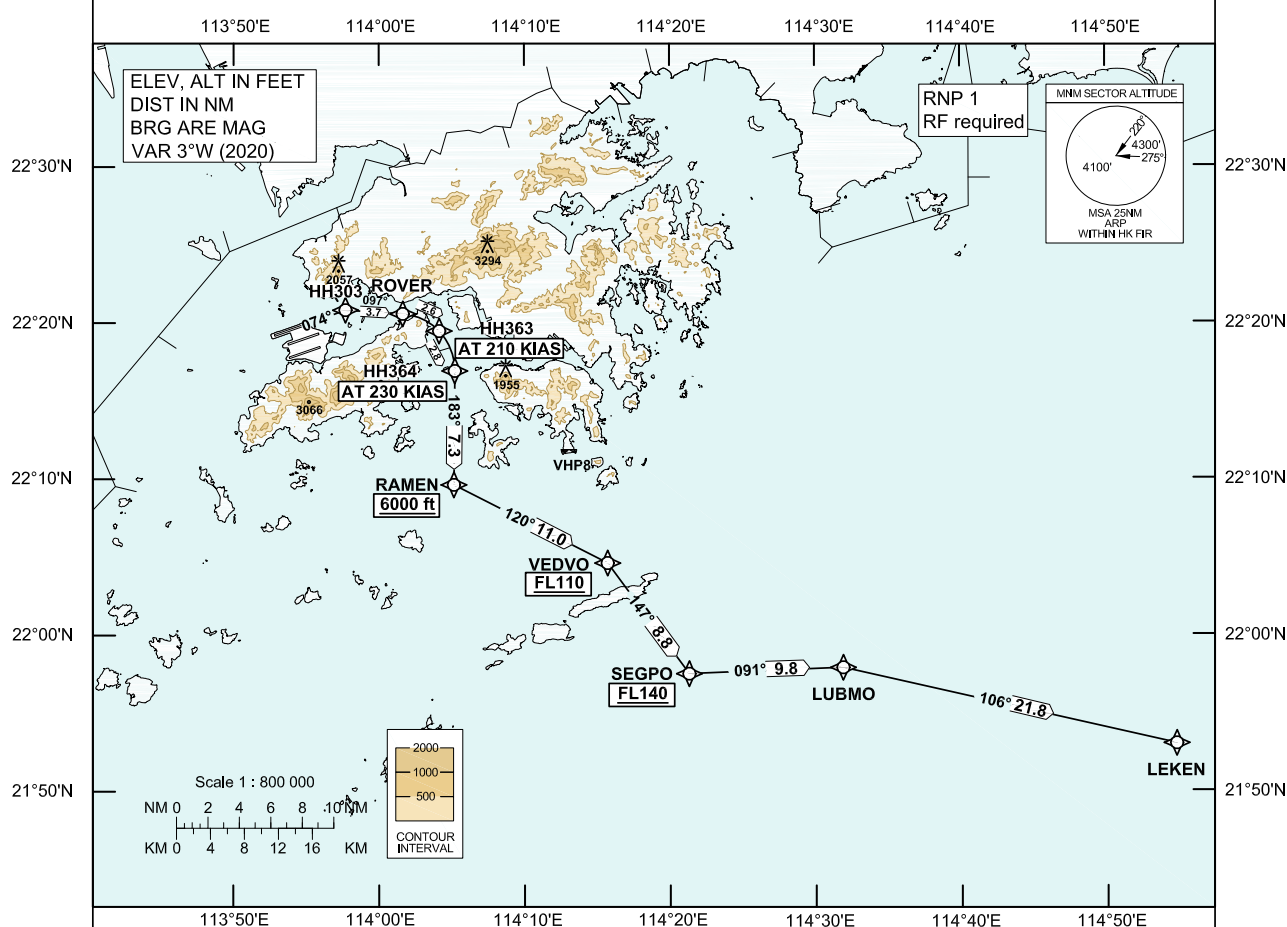 113°50'E 114°00'E 114°10'E 114°20'E 114°30'E 114°40'E 114°50'E
ELEV, ALT IN FEET
DIST IN NM
BRG ARE MAG
VAR 3°W (2020)
RNP 1
RF required
MNM SECTOR ALTITUDE
220°
4300'
275°
4100'
MSA 25NM
ARP
WITHIN HK FIR
22°30'N 22°30'N
3294
2057
HH303
ROVER
097°
3.7
074°
22°20'N 22°20'N
2.6
HH363
AT 210 KIAS
2.8
HH364
AT 230 KIAS
1955
3066
183° 7.3
VHP8
22°10'N 22°10'N
RAMEN
6000 ft
120° 11.0
VEDVO
FL110
147° 8.8
22°00'N 22°00'N
SEGPO
FL140
091° 9.8
LUBMO
106° 21.8
LEKEN
2000
1000
500
CONTOUR
INTERVAL
21°50'N 21°50'N
Scale 1 : 800 000
NM 0 2 4 6 8 10 NM
KM 0 4 8 12 16 KM
113°50'E 114°00'E 114°10'E 114°20'E 114°30'E 114°40'E 114°50'E